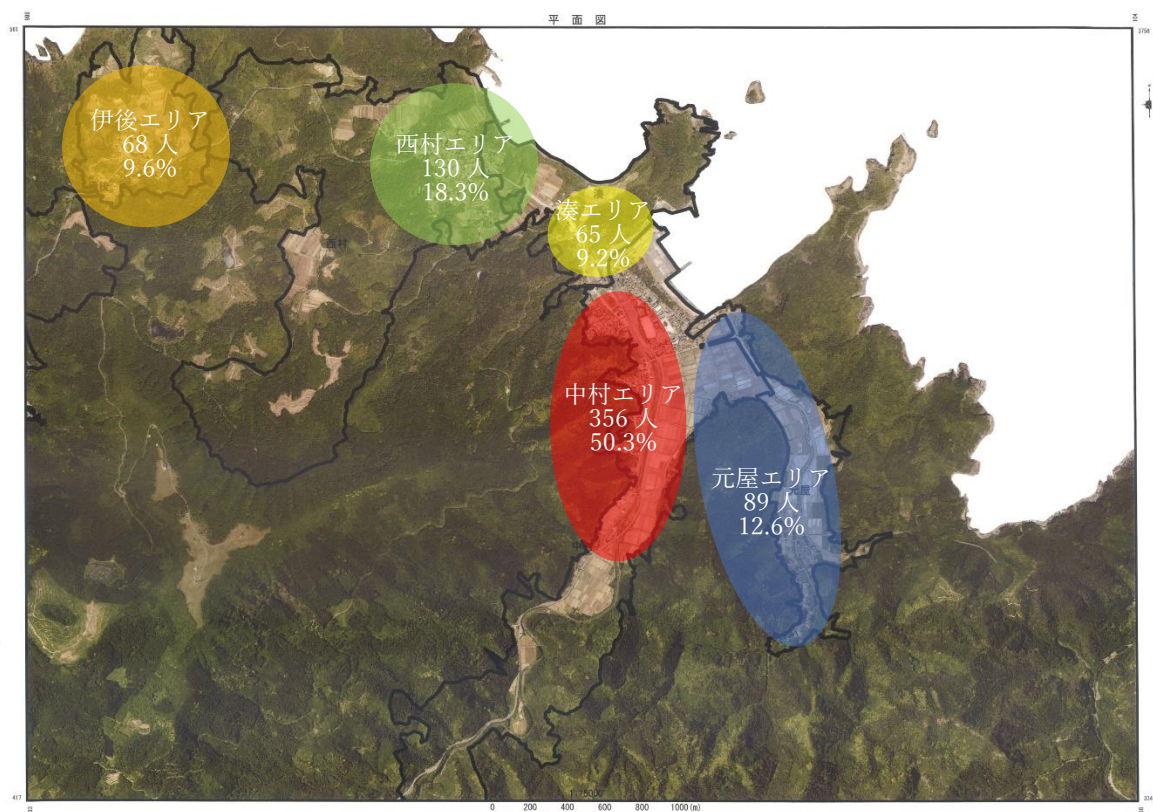 平面図
伊後エリア
68 人
9.6%
西村エリア
130 人
18.3%
湊エリア
65 人
9.2%
中村エリア
356 人
50.3%
元屋エリア
89 人
12.6%
西村
元屋
0 200 400 600 800 1000(m)